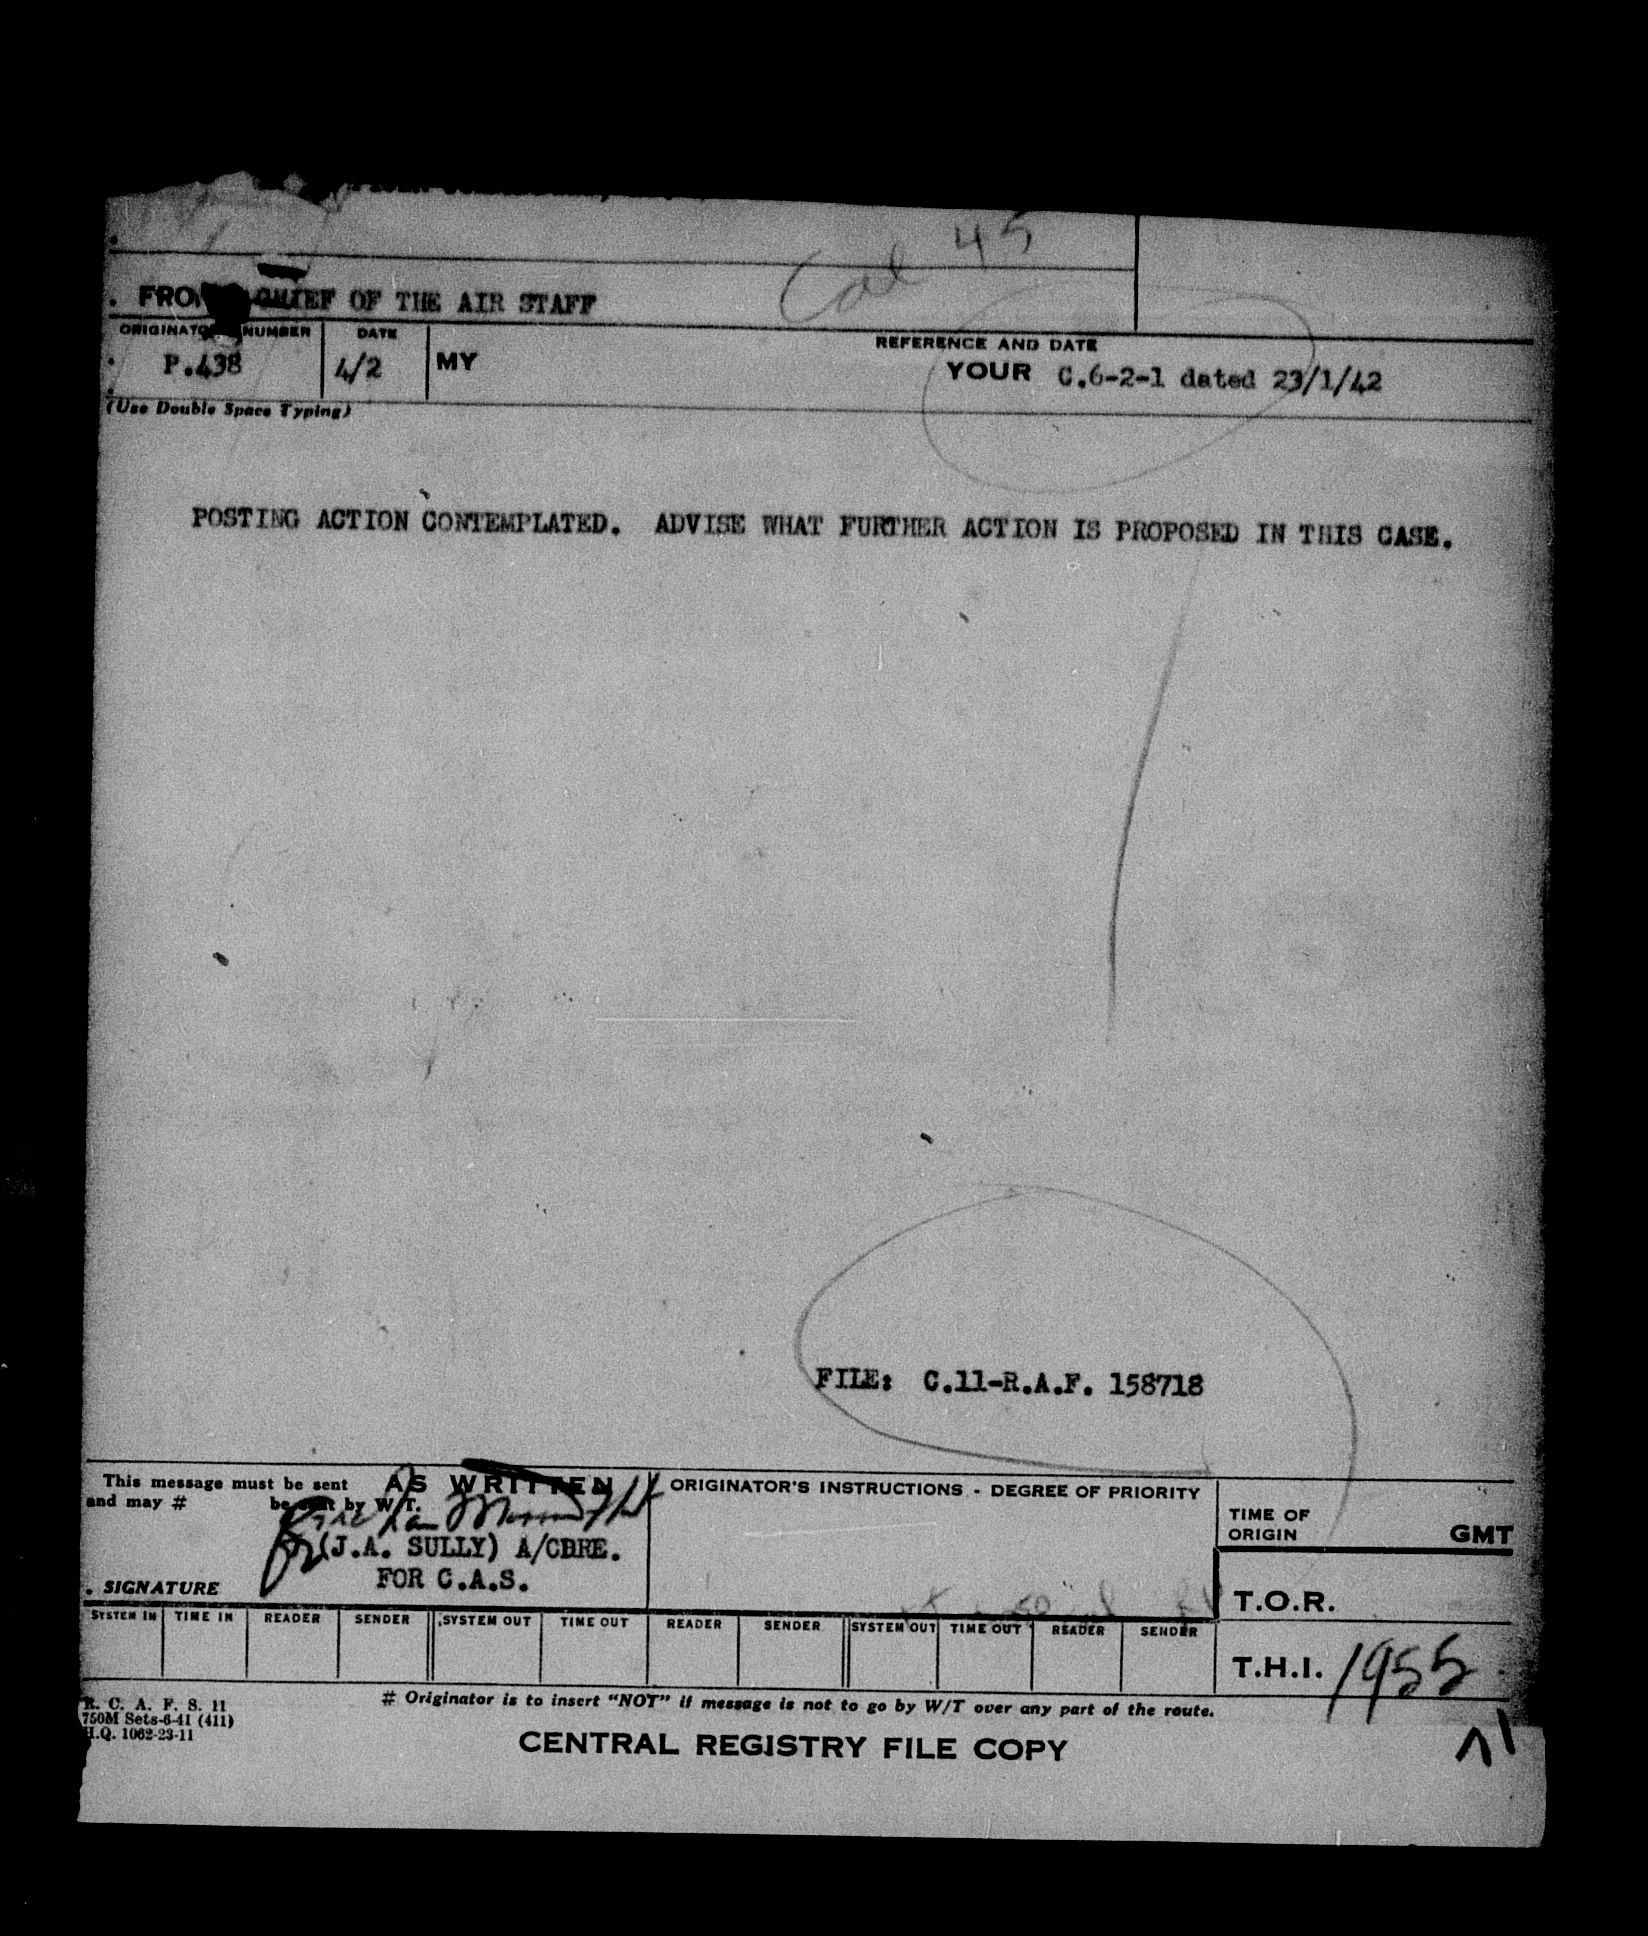 Cal 45
FROM CHIEF OF THE AIR STAFF
ORIGINATOR NUMBER DATE REFERENCE AND DATE
P.438 4/2 MY YOUR C.6-2-1 dated 23/1/42
(Use Double Space Typing)
POSTING ACTION CONTEMPLATED. ADVISE WHAT FURTHER ACTION IS PROPOSED IN THIS CASE.
FILE: C.11-R.A.F. 158718
This message must be sent AS WRITTEN ORIGINATOR'S INSTRUCTIONS - DEGREE OF PRIORITY
and may # be sent by W/T. TIME OF
ORIGIN GMT
for (J.A. SULLY) A/CDRE.
FOR C.A.S.
. SIGNATURE T.O.R.
SYSTEM IN TIME IN READER SENDER SYSTEM OUT TIME OUT READER SENDER SYSTEM OUT TIME OUT READER SENDER
T.H.I. 1955
R. C. A. F. S. 11 # Originator is to insert “NOT” if message is not to go by W/T over any part of the route.
750M Sets-6-41 (411)
H.Q. 1062-23-11
CENTRAL REGISTRY FILE COPY